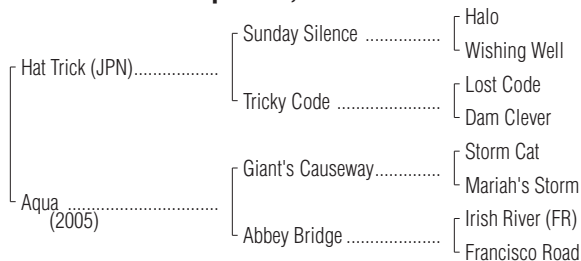 Halo
Sunday Silence ..................
Wishing Well
Hat Trick (JPN)..................
Lost Code
Tricky Code .....................
Dam Clever
Storm Cat
Giant's Causeway..............
Mariah's Storm
Aqua ................................
(2005)
Irish River (FR)
Abbey Bridge ...................
Francisco Road